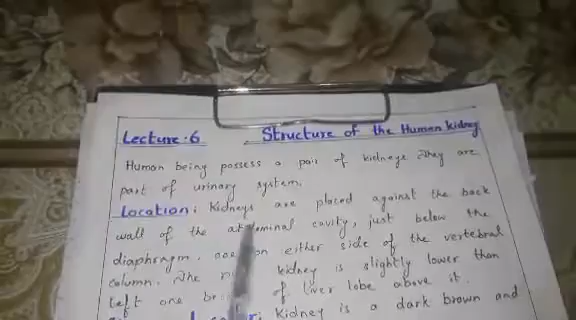 Lecture:6 Structure of the Human kidney
Human being possess a pair of kidneys. They are
part of urinary system.
Location: Kidneys are placed against the back
wall of the abdominal cavity, just below the
diaphragm, on either side of the vertebral
column. The kidney is slightly lower than
left one of liver lobe above it.
Kidney is a dark brown and